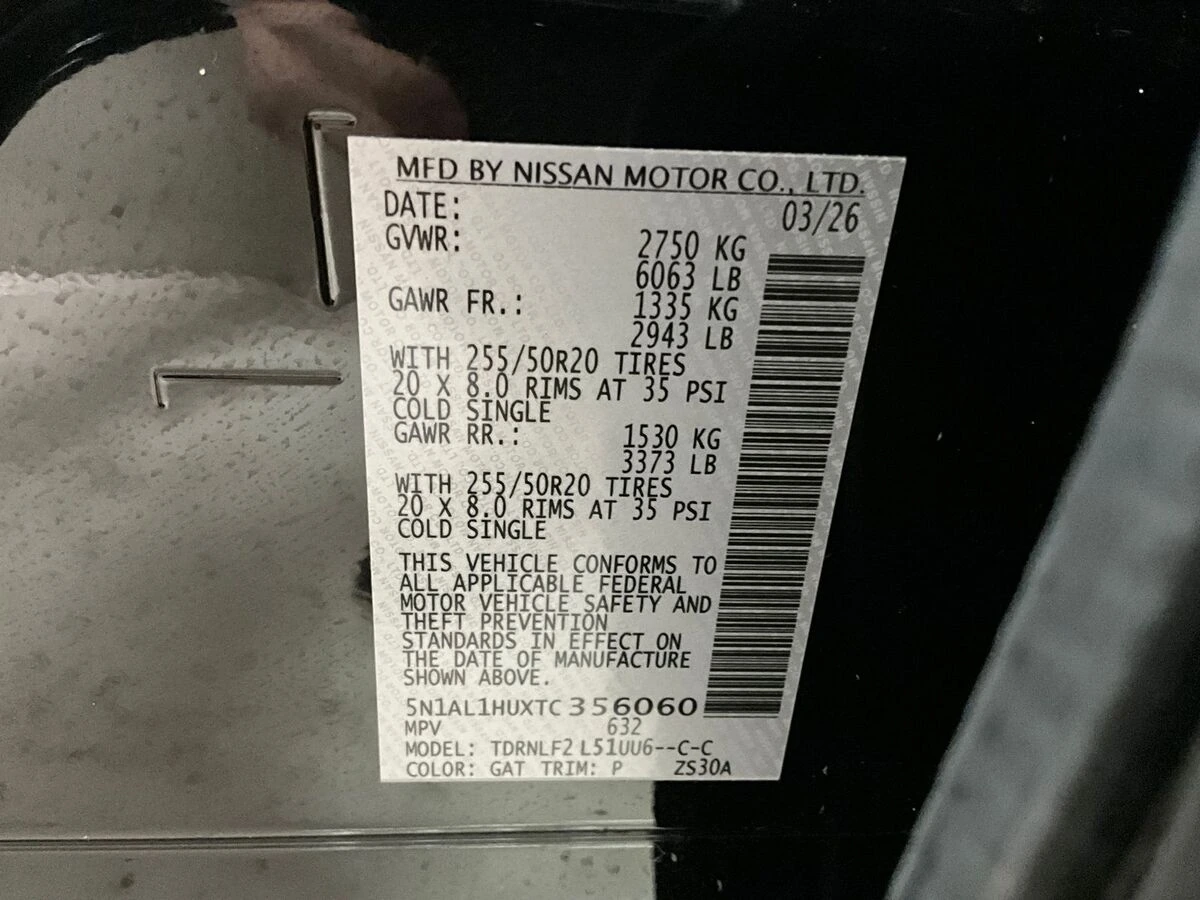 MFD BY NISSAN MOTOR CO., LTD.
DATE: 03/26
GVWR: 2750 KG
6063 LB
GAWR FR.: 1335 KG
2943 LB
WITH 255/50R20 TIRES
20 X 8.0 RIMS AT 35 PSI
COLD SINGLE
GAWR RR.: 1530 KG
3373 LB
WITH 255/50R20 TIRES
20 X 8.0 RIMS AT 35 PSI
COLD SINGLE
THIS VEHICLE CONFORMS TO
ALL APPLICABLE FEDERAL
MOTOR VEHICLE SAFETY AND
THEFT PREVENTION
STANDARDS IN EFFECT ON
THE DATE OF MANUFACTURE
SHOWN ABOVE.
5N1AL1HUXTC356060
MPV 632
MODEL: TDRNLF2 L51UU6--C-C
COLOR: GAT TRIM: P ZS30A